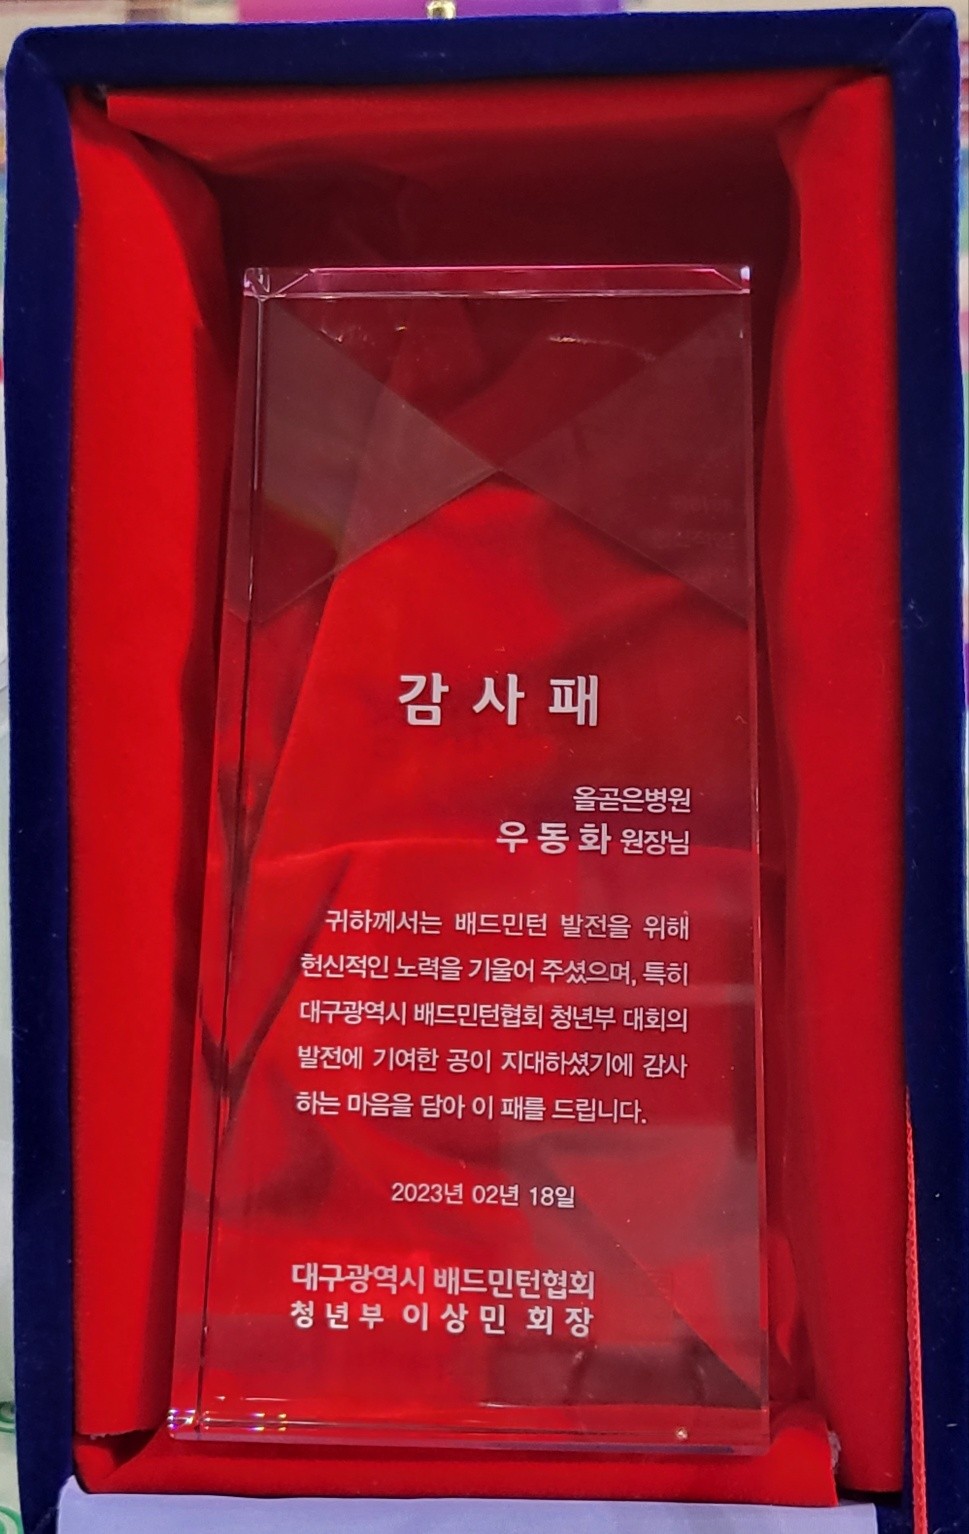 감 사 패
올곧은병원
우 동 화 원장님
귀하께서는 배드민턴 발전을 위해
헌신적인 노력을 기울어 주셨으며, 특히
대구광역시 배드민턴협회 청년부 대회의
발전에 기여한 공이 지대하셨기에 감사
하는 마음을 담아 이 패를 드립니다.
2023년 02년 18일
대구광역시 배드민턴협회
청 년 부 이 상 민 회 장